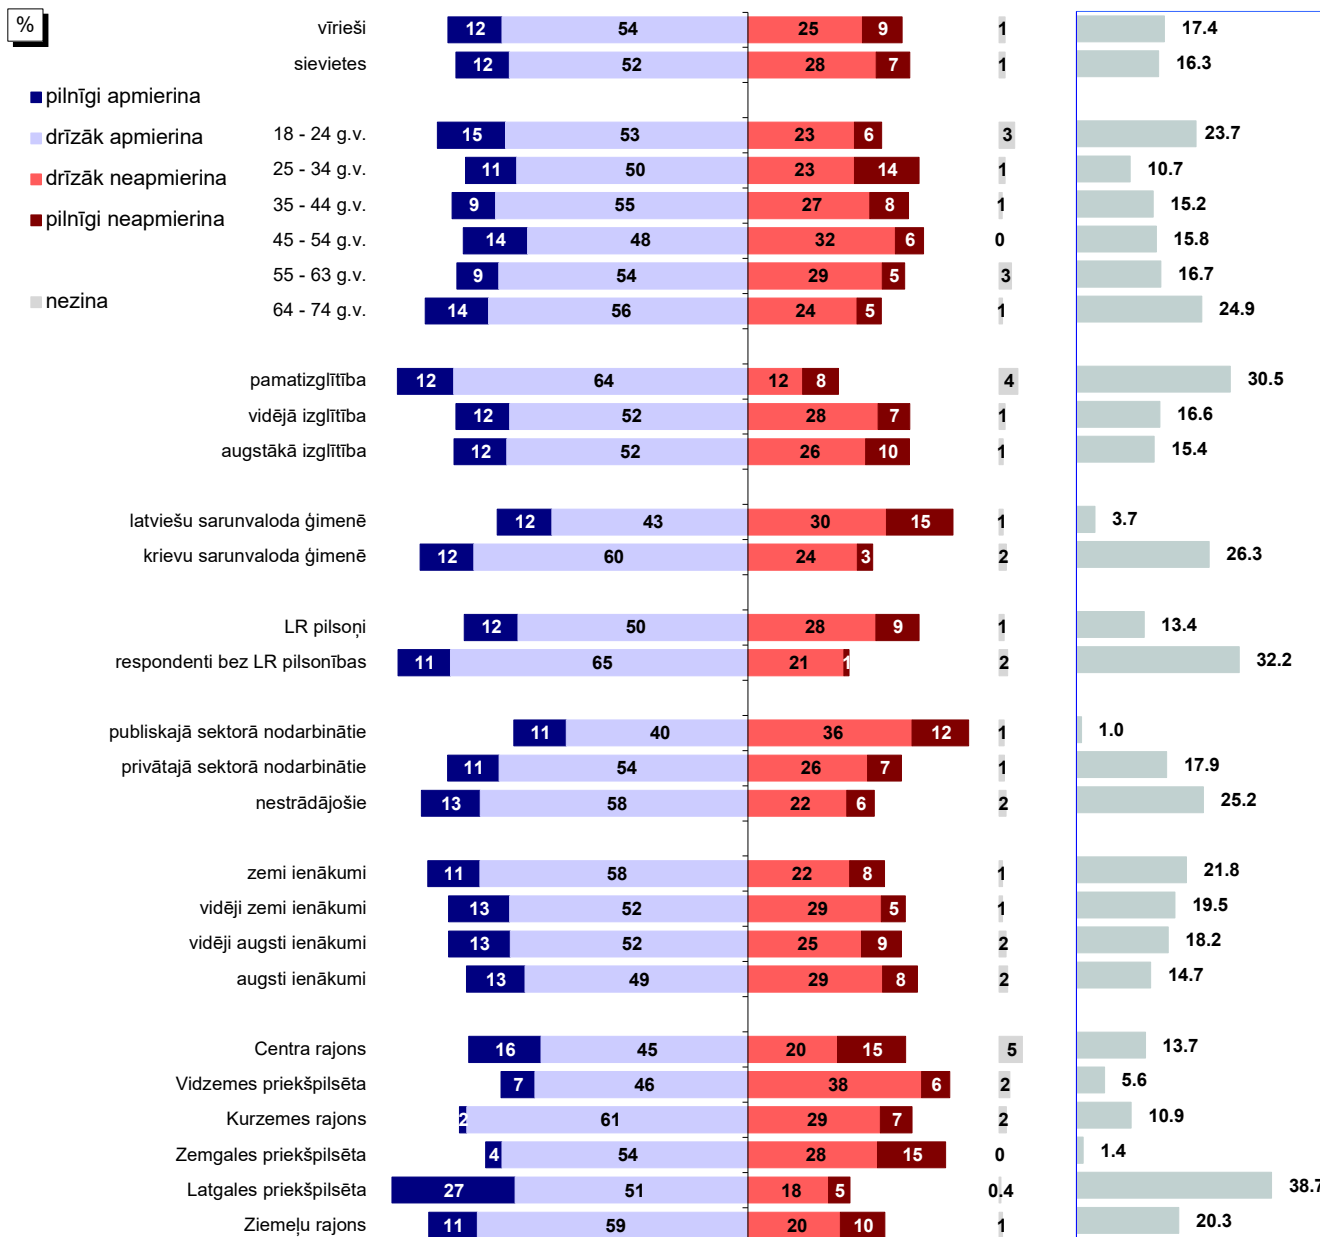 %
pilnīgi apmierina
drīzāk apmierina
drīzāk neapmierina
pilnīgi neapmierina
nezina
vīrieši 12 54 25 9 1 17.4
sievietes 12 52 28 7 1 16.3
18 - 24 g.v. 15 53 23 6 3 23.7
25 - 34 g.v. 11 50 23 14 1 10.7
35 - 44 g.v. 9 55 27 8 1 15.2
45 - 54 g.v. 14 48 32 6 0 15.8
55 - 63 g.v. 9 54 29 5 3 16.7
64 - 74 g.v. 14 56 24 5 1 24.9
pamatizglītība 12 64 12 8 4 30.5
vidējā izglītība 12 52 28 7 1 16.6
augstākā izglītība 12 52 26 10 1 15.4
latviešu sarunvaloda ģimenē 12 43 30 15 1 3.7
krievu sarunvaloda ģimenē 12 60 24 3 2 26.3
LR pilsoņi 12 50 28 9 1 13.4
respondenti bez LR pilsonības 11 65 21 1 2 32.2
publiskajā sektorā nodarbinātie 11 40 36 12 1 1.0
privātajā sektorā nodarbinātie 11 54 26 7 1 17.9
nestrādājošie 13 58 22 6 2 25.2
zemi ienākumi 11 58 22 8 1 21.8
vidēji zemi ienākumi 13 52 29 5 1 19.5
vidēji augsti ienākumi 13 52 25 9 2 18.2
augsti ienākumi 13 49 29 8 2 14.7
Centra rajons 16 45 20 15 5 13.7
Vidzemes priekšpilsēta 7 46 38 6 2 5.6
Kurzemes rajons 2 61 29 7 2 10.9
Zemgales priekšpilsēta 4 54 28 15 0 1.4
Latgales priekšpilsēta 27 51 18 5 0.4 38.7
Ziemeļu rajons 11 59 20 10 1 20.3